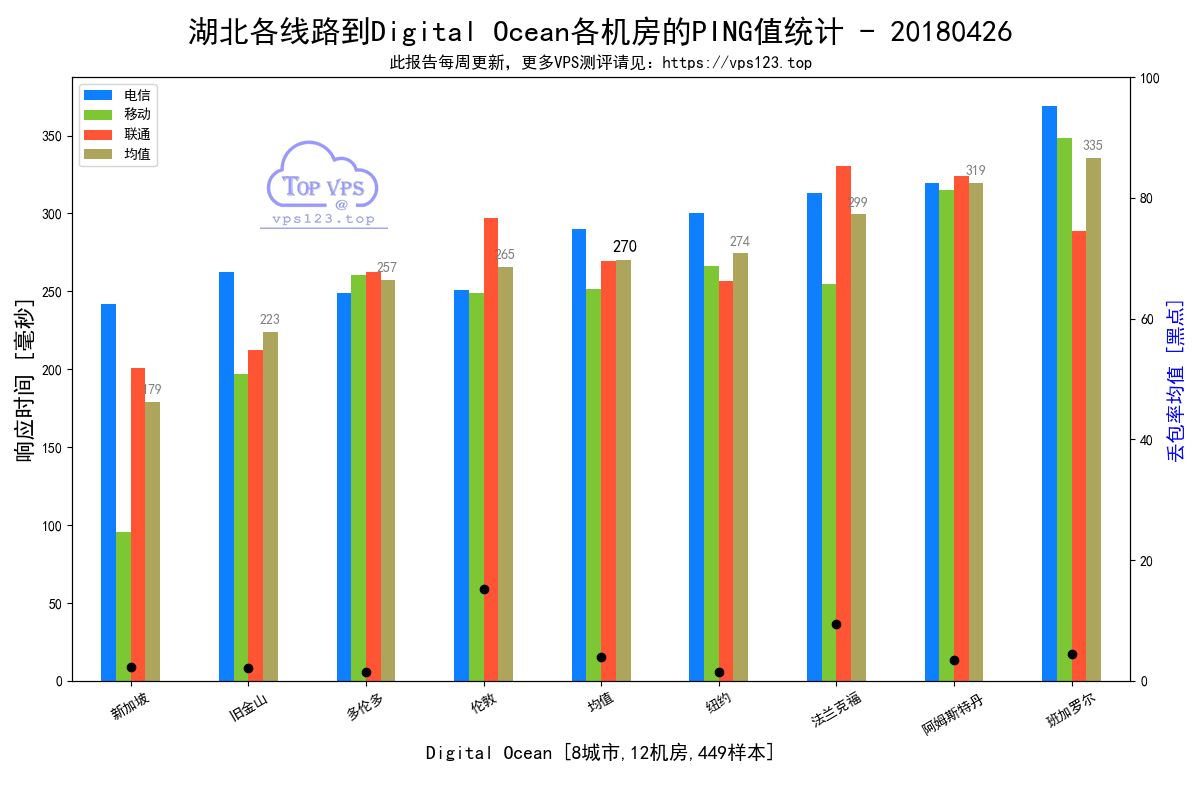 湖北各线路到Digital Ocean各机房的PING值统计 - 20180426
此报告每周更新，更多VPS测评请见：https://vps123.top
电信
移动
联通
均值
TOP VPS
@
vps123.top
响应时间 [毫秒]
350
300
250
200
150
100
50
0
179
223
257
265
270
274
299
319
335
100
80
60
40
20
0
丢包率均值 [黑点]
新加坡
旧金山
多伦多
伦敦
均值
纽约
法兰克福
阿姆斯特丹
班加罗尔
Digital Ocean [8城市,12机房,449样本]